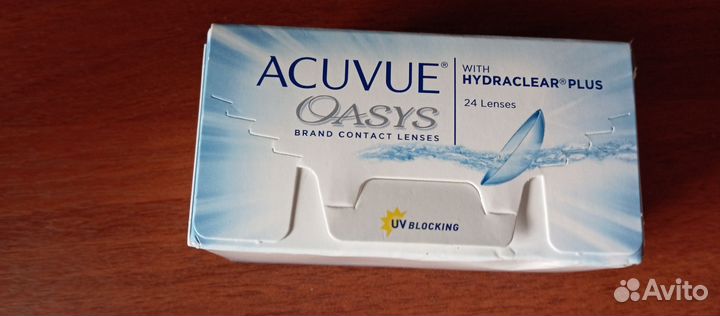 ACUVUE®
OASYS
BRAND CONTACT LENSES
WITH
HYDRACLEAR® PLUS
24 Lenses
UV BLOCKING
Avito